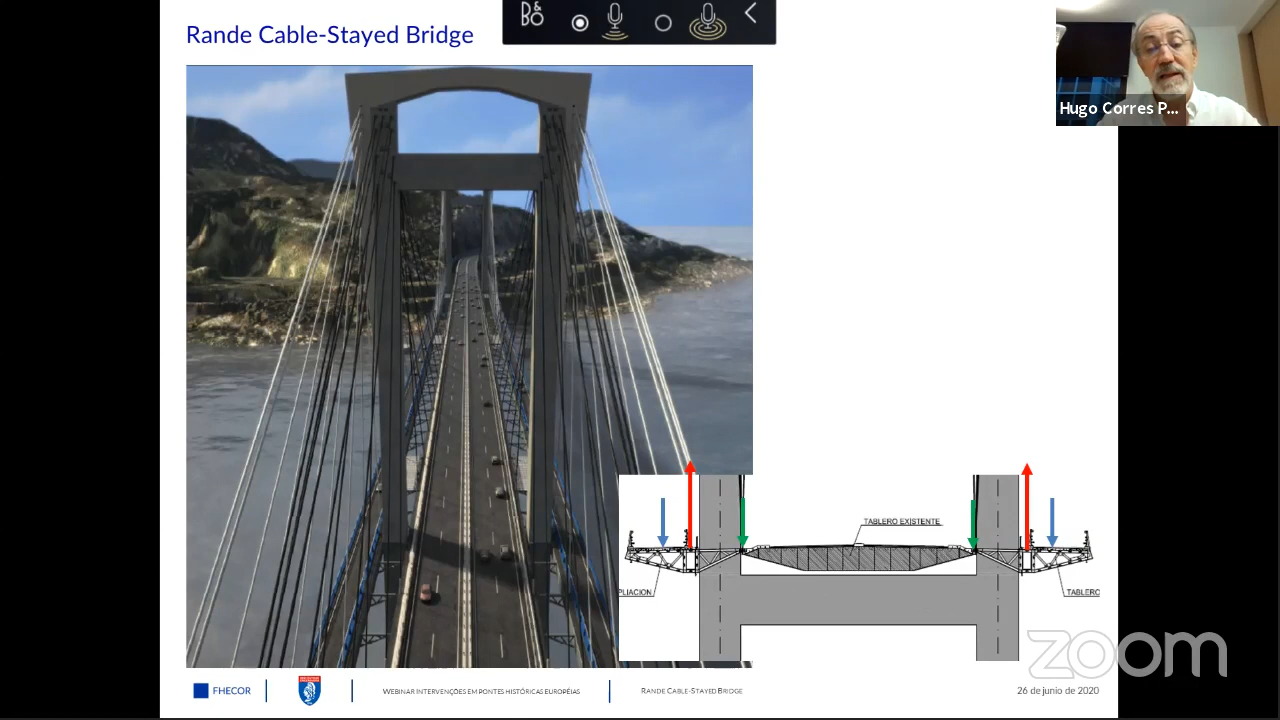 Rande Cable-Stayed Bridge
B&O
Hugo Corres P...
TABLERO EXISTENTE
PLIACION
TABLERO
zoom
FHECOR
WEBINAR INTERVENÇÕES EM PONTES HISTÓRICAS EUROPÉIAS
RANDE CABLE-STAYED BRIDGE
26 de junio de 2020